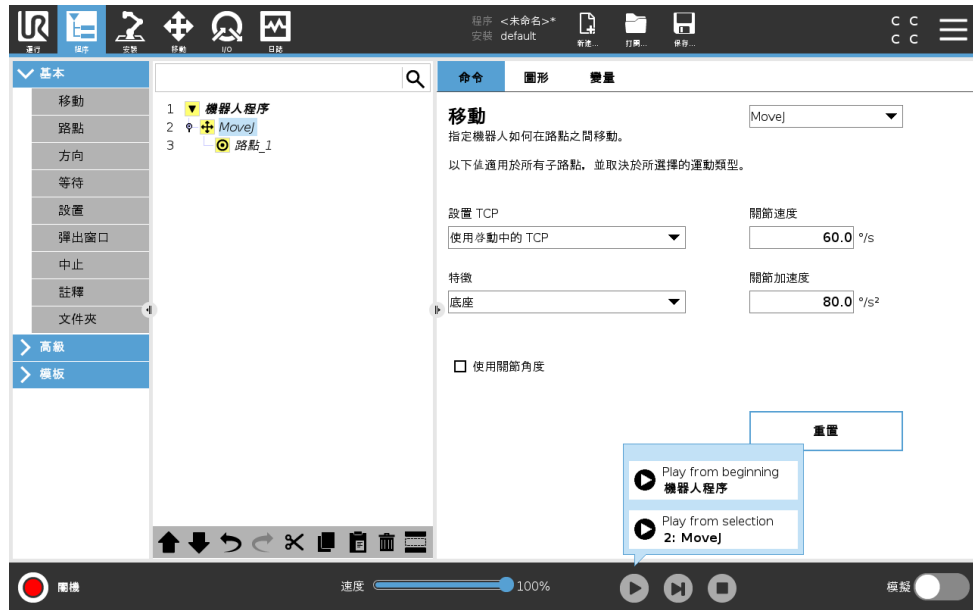 UR
運行
程序
安裝
移動
I/O
日誌
程序 <未命名>*
安裝 default
新建...
打開...
保存...
C C
C C
基本
移動
路點
方向
等待
設置
彈出窗口
中止
註釋
文件夾
高級
模板
1 機器人程序
2 MoveJ
3 路點_1
命令
圖形
變量
移動
MoveJ
指定機器人如何在路點之間移動。
以下值適用於所有子路點，並取決於所選擇的運動類型。
設置 TCP
關節速度
使用啓動中的 TCP
60.0 °/s
特徵
關節加速度
底座
80.0 °/s²
使用關節角度
重置
Play from beginning
機器人程序
Play from selection
2: MoveJ
關機
速度
100%
模擬